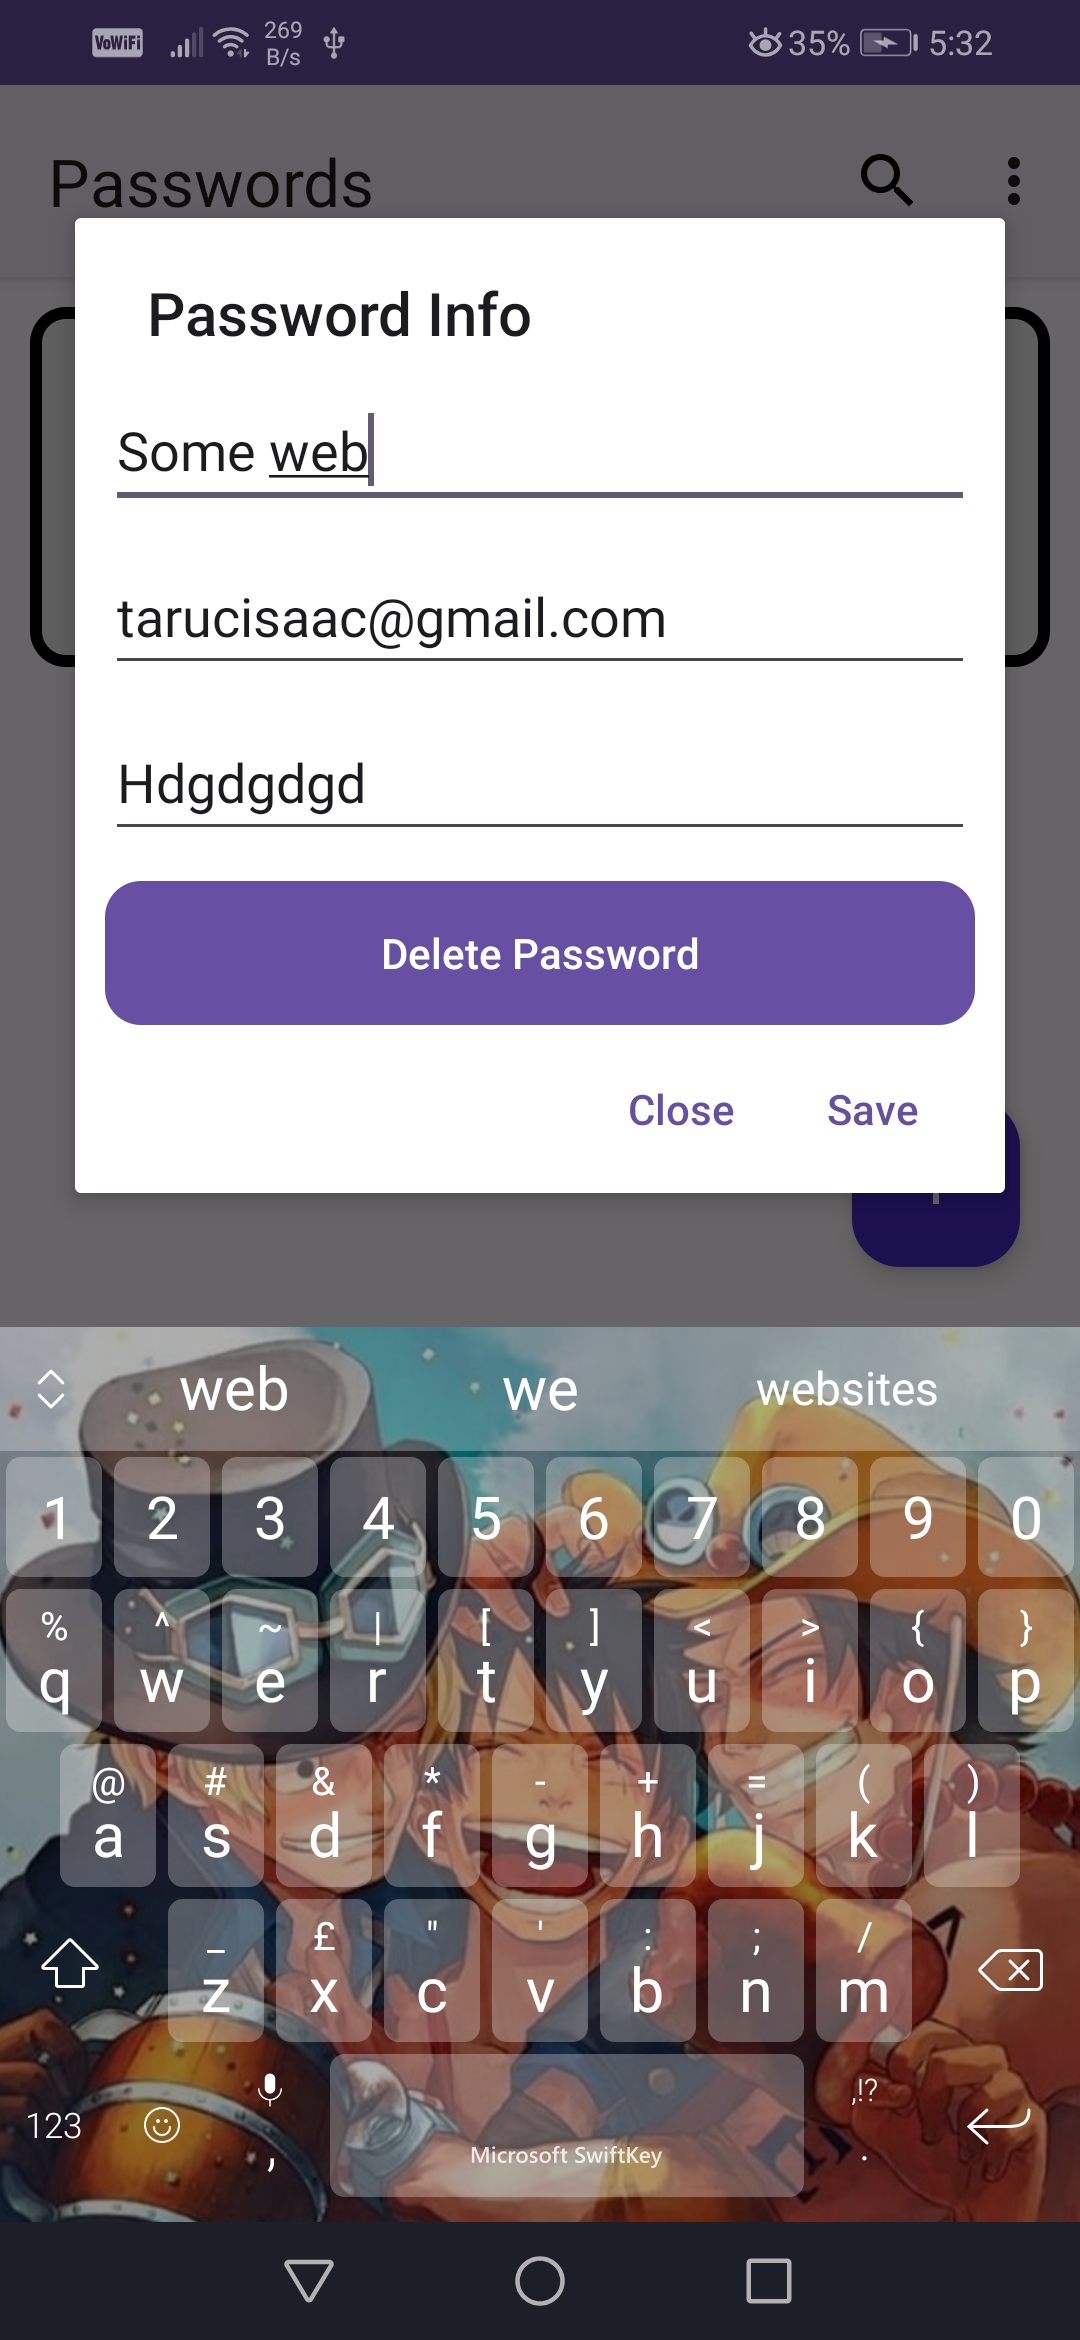 VoWiFi 269 B/s 35% 5:32
Passwords
Password Info
Some web
tarucisaac@gmail.com
Hdgdgdgd
Delete Password
Close Save
web we websites
1 2 3 4 5 6 7 8 9 0
% ^ ~ | [ ] < > { }
q w e r t y u i o p
@ # & * - + = ( )
a s d f g h j k l
_ £ " ' : ; /
z x c v b n m
,!?
123 , Microsoft SwiftKey .